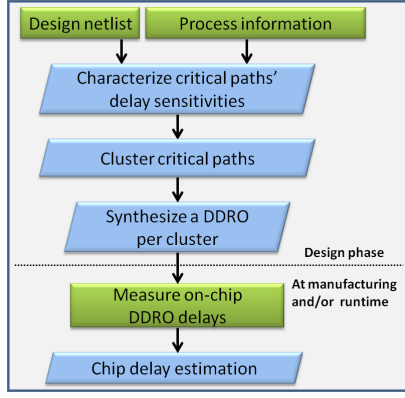 Design netlist
Process information
Characterize critical paths'
delay sensitivities
Cluster critical paths
Synthesize a DDRO
per cluster
Design phase
At manufacturing
and/or runtime
Measure on-chip
DDRO delays
Chip delay estimation